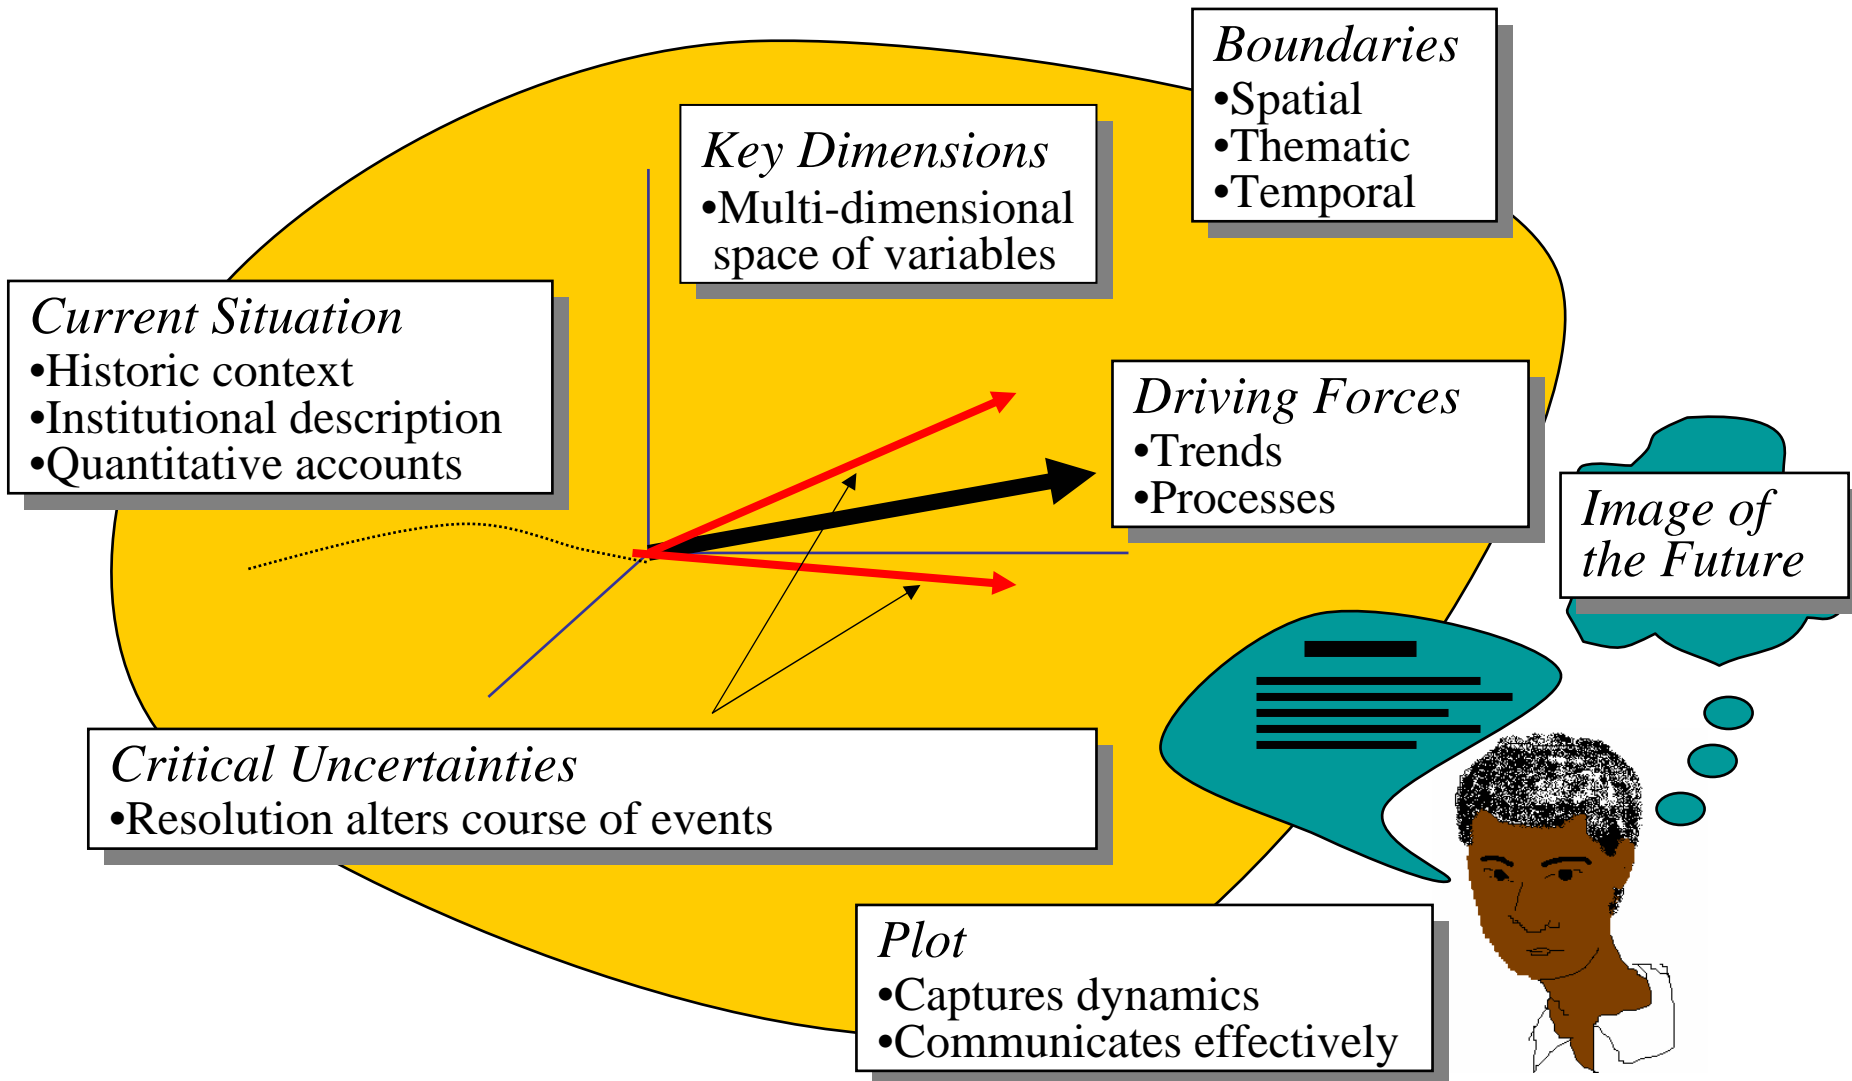 Boundaries
•Spatial
•Thematic
•Temporal
Key Dimensions
•Multi-dimensional
space of variables
Current Situation
•Historic context
•Institutional description
•Quantitative accounts
Driving Forces
•Trends
•Processes
Image of
the Future
Critical Uncertainties
•Resolution alters course of events
Plot
•Captures dynamics
•Communicates effectively